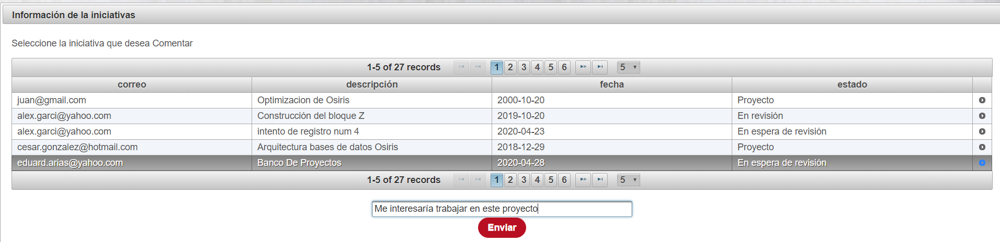 Información de la iniciativas
Seleccione la iniciativa que desea Comentar
1-5 of 27 records 1 2 3 4 5 6 5
correo descripción fecha estado
juan@gmail.com Optimizacion de Osiris 2000-10-20 Proyecto
alex.garci@yahoo.com Construcción del bloque Z 2019-10-20 En revisión
alex.garci@yahoo.com intento de registro num 4 2020-04-23 En espera de revisión
cesar.gonzalez@hotmail.com Arquitectura bases de datos Osiris 2018-12-29 Proyecto
eduard.arias@yahoo.com Banco De Proyectos 2020-04-28 En espera de revisión
1-5 of 27 records 1 2 3 4 5 6 5
Me interesaría trabajar en este proyecto
Enviar